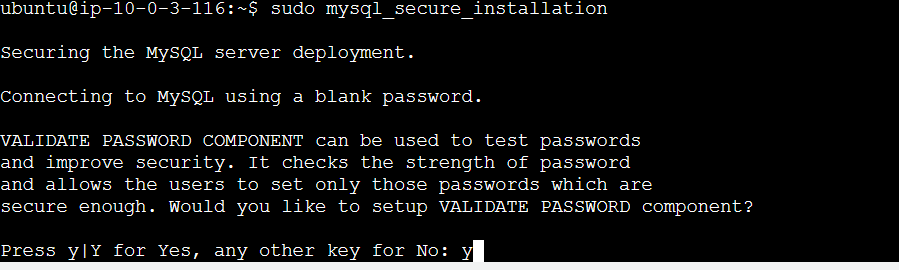 ubuntu@ip-10-0-3-116:~$ sudo mysql_secure_installation
Securing the MySQL server deployment.
Connecting to MySQL using a blank password.
VALIDATE PASSWORD COMPONENT can be used to test passwords
and improve security. It checks the strength of password
and allows the users to set only those passwords which are
secure enough. Would you like to setup VALIDATE PASSWORD component?
Press y|Y for Yes, any other key for No: y